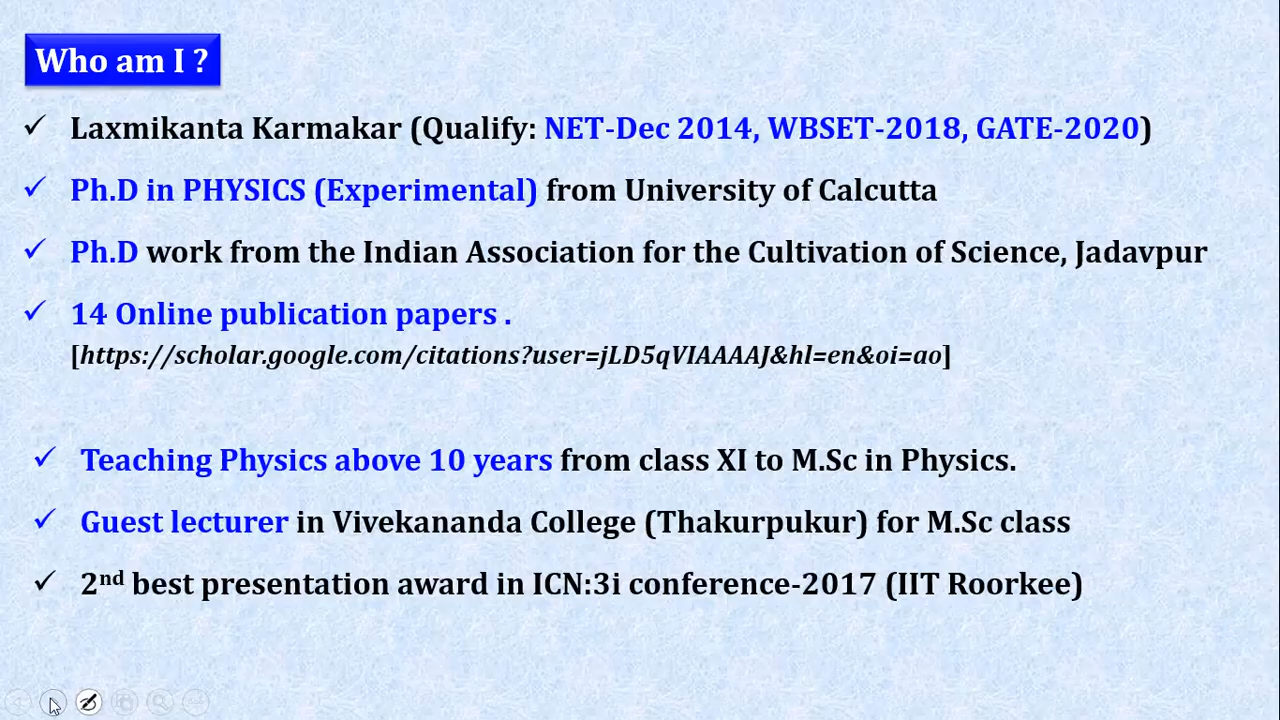 Who am I ?
✓ Laxmikanta Karmakar (Qualify: NET-Dec 2014, WBSET-2018, GATE-2020)
✓ Ph.D in PHYSICS (Experimental) from University of Calcutta
✓ Ph.D work from the Indian Association for the Cultivation of Science, Jadavpur
✓ 14 Online publication papers .
[https://scholar.google.com/citations?user=jLD5qVIAAAAJ&hl=en&oi=ao]
✓ Teaching Physics above 10 years from class XI to M.Sc in Physics.
✓ Guest lecturer in Vivekananda College (Thakurpukur) for M.Sc class
✓ 2nd best presentation award in ICN:3i conference-2017 (IIT Roorkee)